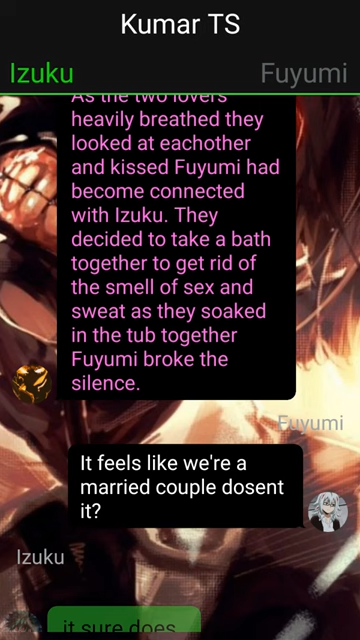 Kumar TS
Izuku Fuyumi
As the two lovers
heavily breathed they
looked at eachother
and kissed Fuyumi had
become connected
with Izuku. They
decided to take a bath
together to get rid of
the smell of sex and
sweat as they soaked
in the tub together
Fuyumi broke the
silence.
Fuyumi
It feels like we're a
married couple dosent
it?
Izuku
it sure does